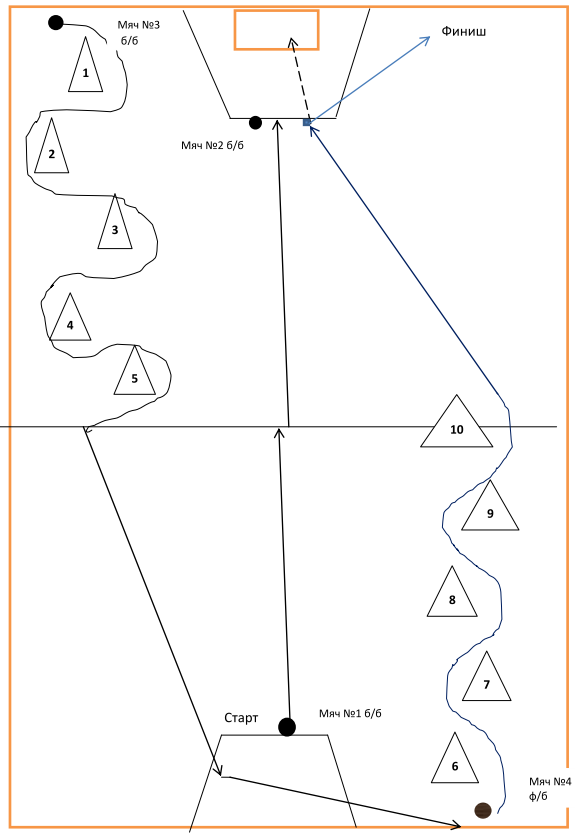 Мяч №3
б/б
Финиш
1
Мяч №2 б/б
2
3
4
5
10
9
8
7
Старт
Мяч №1 б/б
6
Мяч №4
ф/б